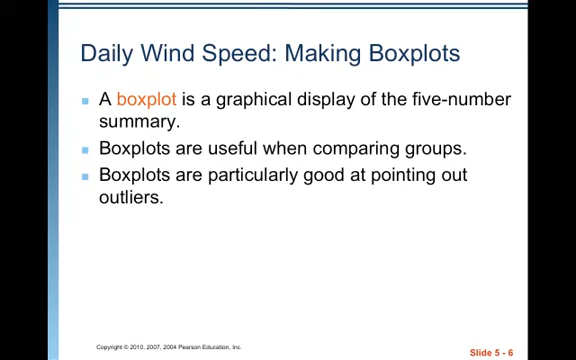 Daily Wind Speed: Making Boxplots
A boxplot is a graphical display of the five-number
summary.
Boxplots are useful when comparing groups.
Boxplots are particularly good at pointing out
outliers.
Copyright © 2010, 2007, 2004 Pearson Education, Inc.
Slide 5 - 6